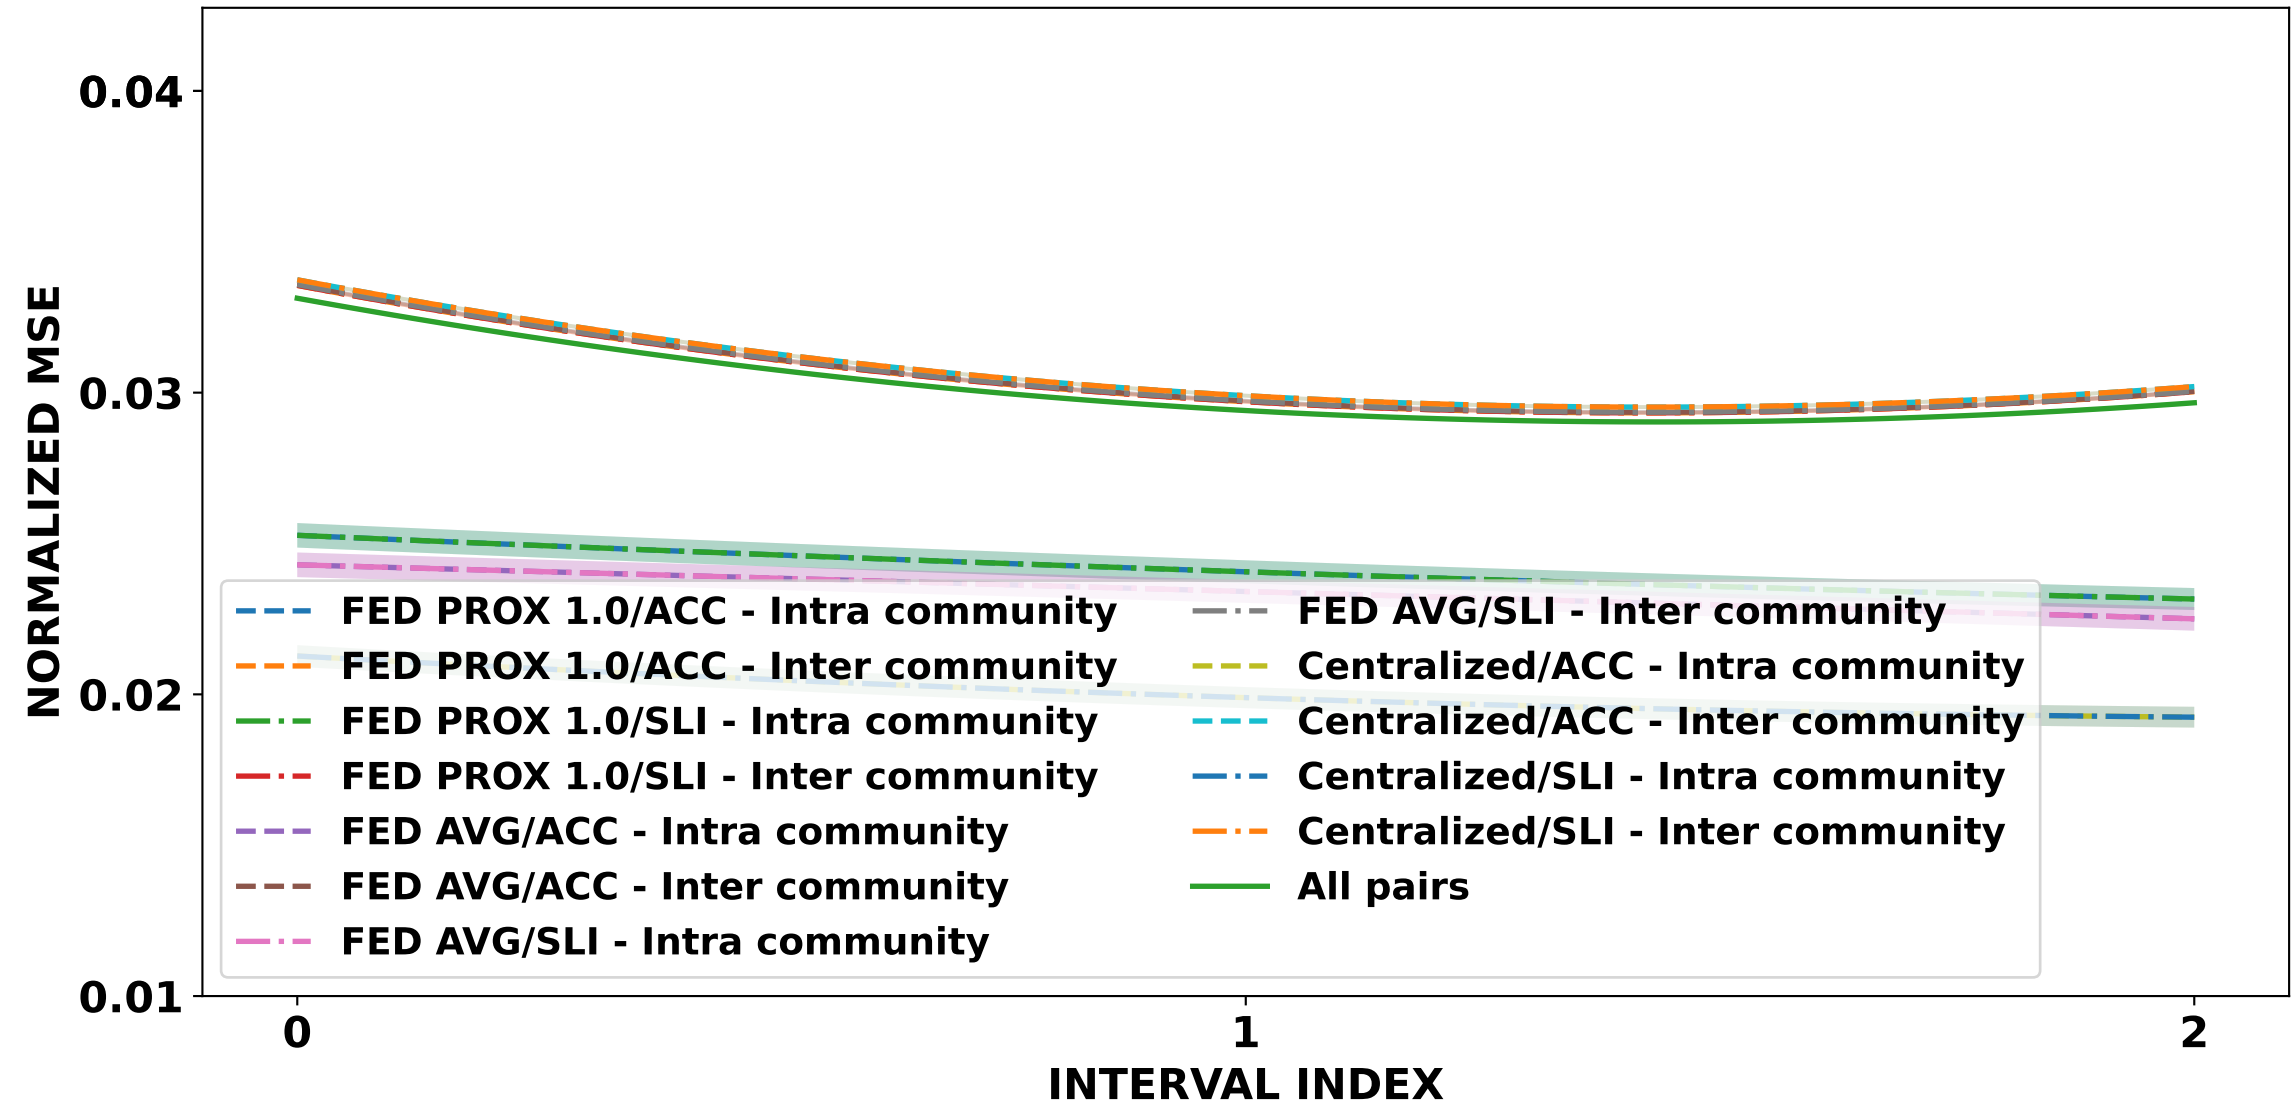 NORMALIZED MSE
0.04
0.03
0.02
0.01
FED PROX 1.0/ACC - Intra community
FED PROX 1.0/ACC - Inter community
FED PROX 1.0/SLI - Intra community
FED PROX 1.0/SLI - Inter community
FED AVG/ACC - Intra community
FED AVG/ACC - Inter community
FED AVG/SLI - Intra community
FED AVG/SLI - Inter community
Centralized/ACC - Intra community
Centralized/ACC - Inter community
Centralized/SLI - Intra community
Centralized/SLI - Inter community
All pairs
0 1 2
INTERVAL INDEX